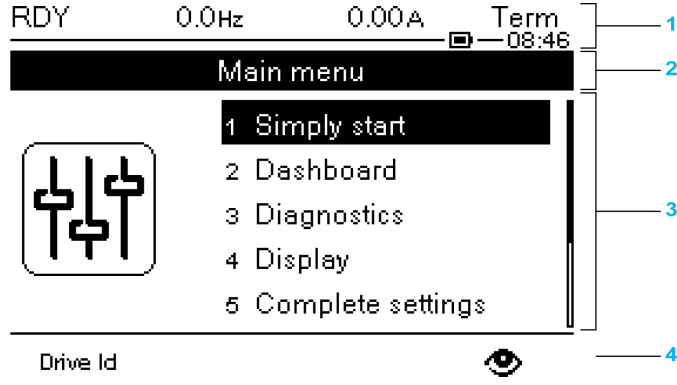 RDY 0.0Hz 0.00A Term 1
08:46
Main menu 2
1 Simply start
2 Dashboard
3 Diagnostics 3
4 Display
5 Complete settings
Drive Id 4